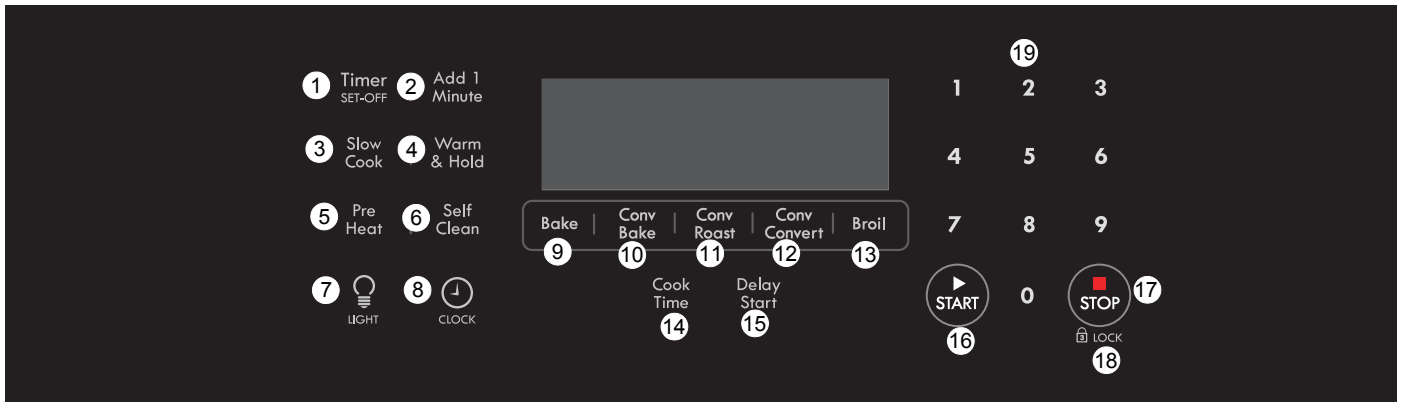 19
1 Timer
SET-OFF
2 Add 1
Minute
1 2 3
3 Slow
Cook
4 Warm
& Hold
4 5 6
5 Pre
Heat
6 Self
Clean
Bake | Conv
Bake | Conv
Roast | Conv
Convert | Broil
9 10 11 12 13
7 8 9
7 LIGHT
8 CLOCK
Cook
Time
14
Delay
Start
15
START
16
0
STOP
17
3 LOCK
18